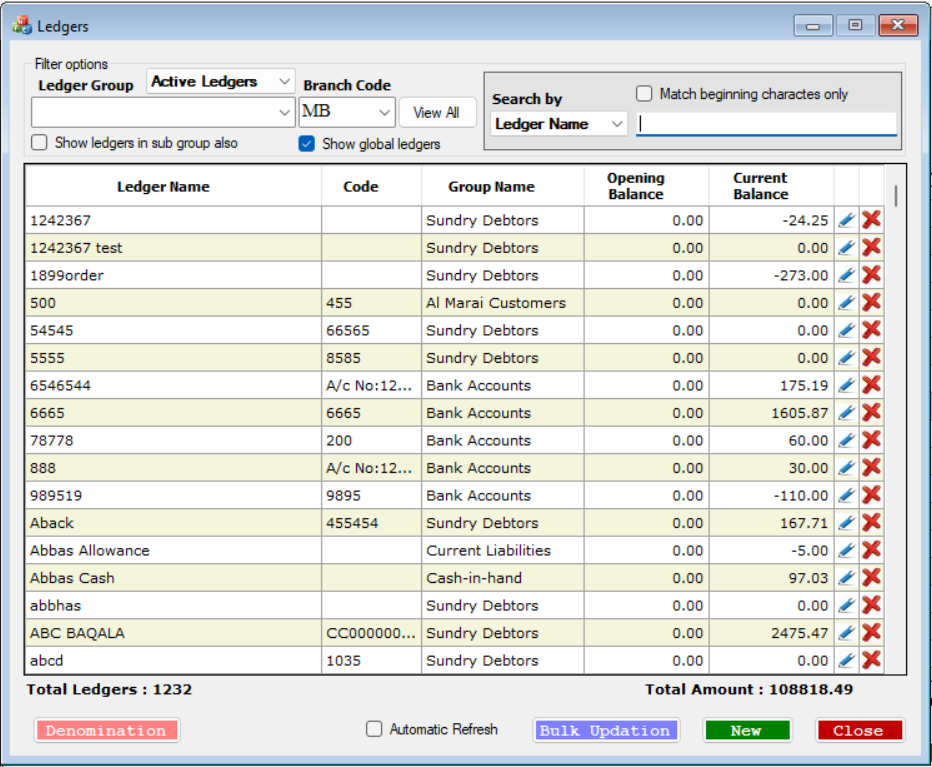 Ledgers
Filter options
Ledger Group Active Ledgers Branch Code
MB View All
Show ledgers in sub group also Show global ledgers
Search by Match beginning charactes only
Ledger Name
Ledger Name Code Group Name Opening Balance Current Balance
1242367 Sundry Debtors 0.00 -24.25
1242367 test Sundry Debtors 0.00 0.00
1899order Sundry Debtors 0.00 -273.00
500 455 Al Marai Customers 0.00 0.00
54545 66565 Sundry Debtors 0.00 0.00
5555 8585 Sundry Debtors 0.00 0.00
6546544 A/c No:12... Bank Accounts 0.00 175.19
6665 6665 Bank Accounts 0.00 1605.87
78778 200 Bank Accounts 0.00 60.00
888 A/c No:12... Bank Accounts 0.00 30.00
989519 9895 Bank Accounts 0.00 -110.00
Aback 455454 Sundry Debtors 0.00 167.71
Abbas Allowance Current Liabilities 0.00 -5.00
Abbas Cash Cash-in-hand 0.00 97.03
abbhas Sundry Debtors 0.00 0.00
ABC BAQALA CC000000... Sundry Debtors 0.00 2475.47
abcd 1035 Sundry Debtors 0.00 0.00
Total Ledgers : 1232 Total Amount : 108818.49
Denomination Automatic Refresh Bulk Updation New Close